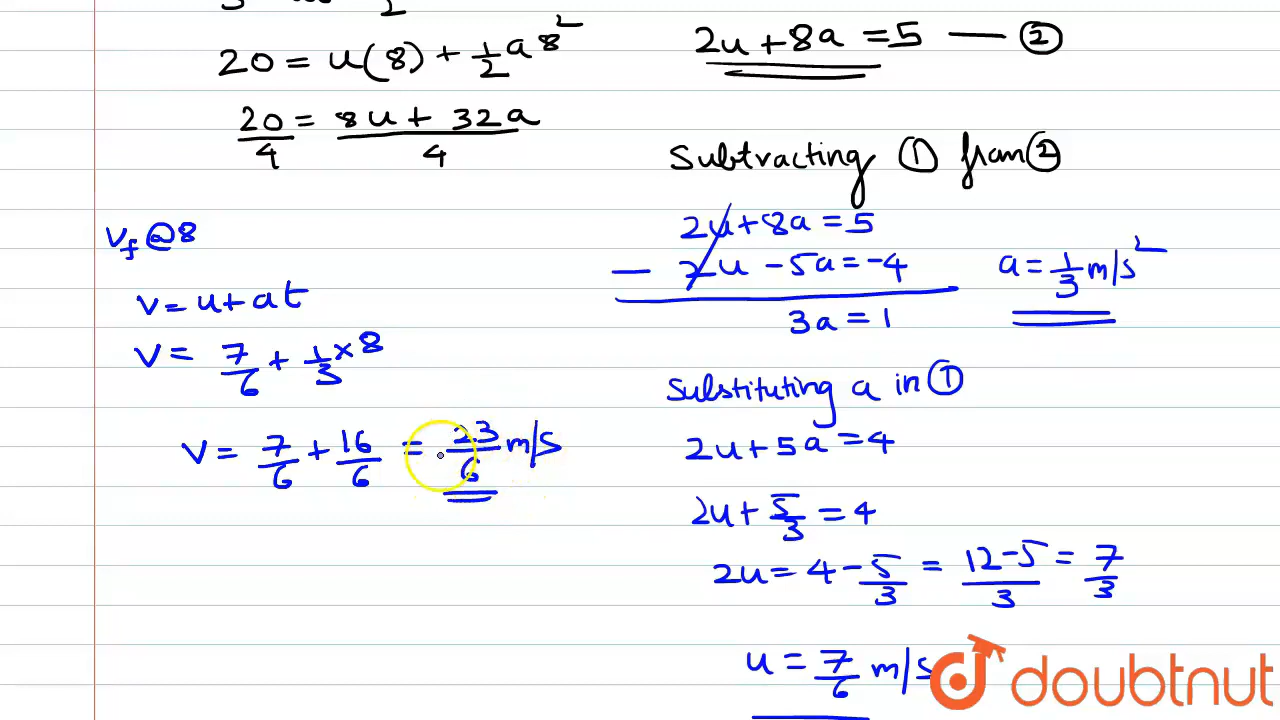 20 = u(8) + 1/2 a 8²
20/4 = 8u + 32a/4
Vf @ 8
v = u + at
V = 7/6 + 1/3 × 8
V = 7/6 + 16/6 = 23/6 m/s
2u + 8a = 5 — ②
Subtracting ① from ②
2u + 8a = 5
— 2u - 5a = -4
3a = 1
a = 1/3 m/s²
Substituting a in ①
2u + 5a = 4
2u + 5/3 = 4
2u = 4 - 5/3 = 12-5/3 = 7/3
u = 7/6 m/s
doubtnut